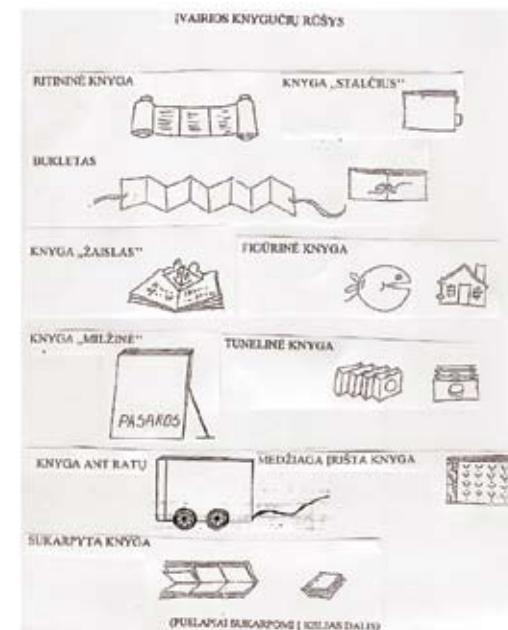 ĮVAIRIOS KNYGUČIŲ RŪŠYS
RITININĖ KNYGA
KNYGA „STALČIUS"
BUKLETAS
KNYGA „ŽAISLAS"
FIGŪRINĖ KNYGA
KNYGA „MILŽINĖ"
TUNELINĖ KNYGA
PASAKOS
KNYGA ANT RATŲ
MEDŽIAGA ĮRIŠTA KNYGA
SUKARPYTA KNYGA
(PUSLAPIAI SUKARPOMI Į KELIAS DALIS)